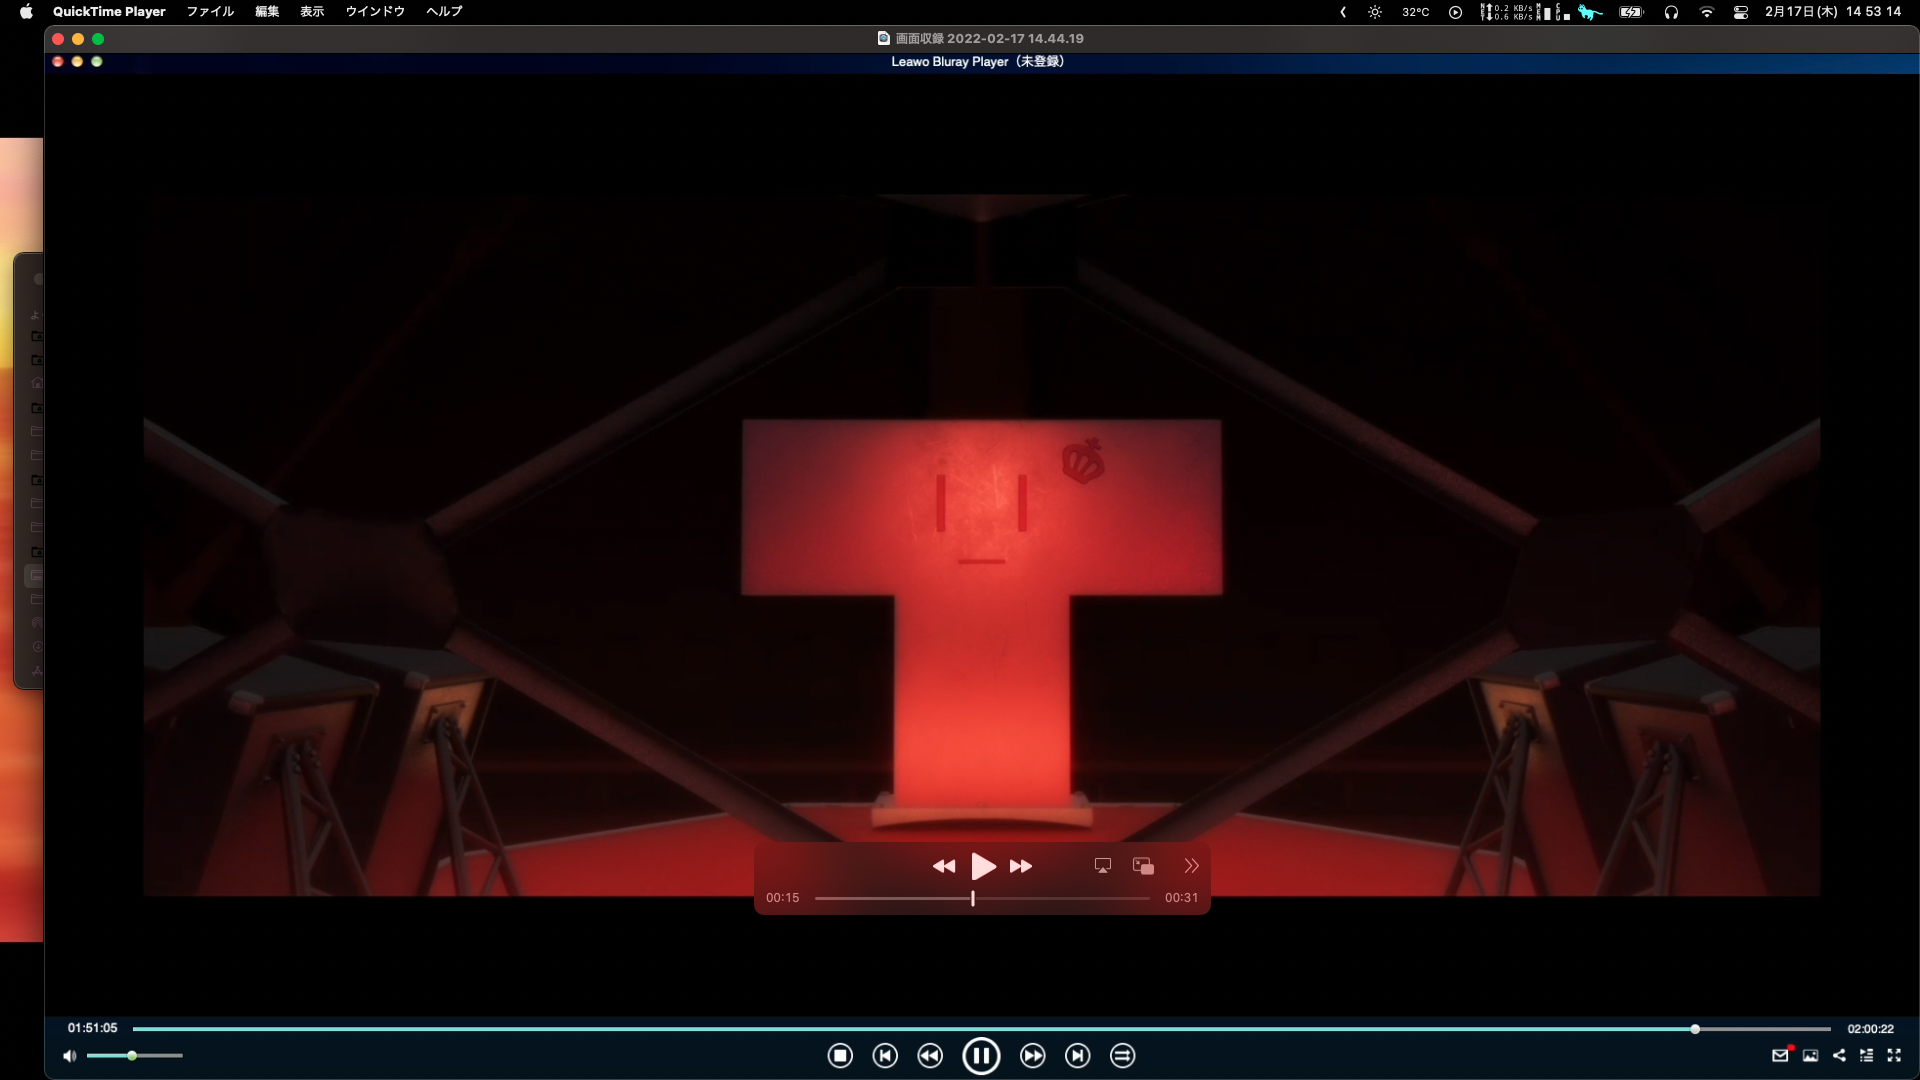 QuickTime Player ファイル 編集 表示 ウインドウ ヘルプ
32°C
0.2 KB/s
0.6 KB/s
2月17日(木) 14 53 14
画面収録 2022-02-17 14.44.19
Leawo Bluray Player（未登録）
00:15
00:31
01:51:05
02:00:22